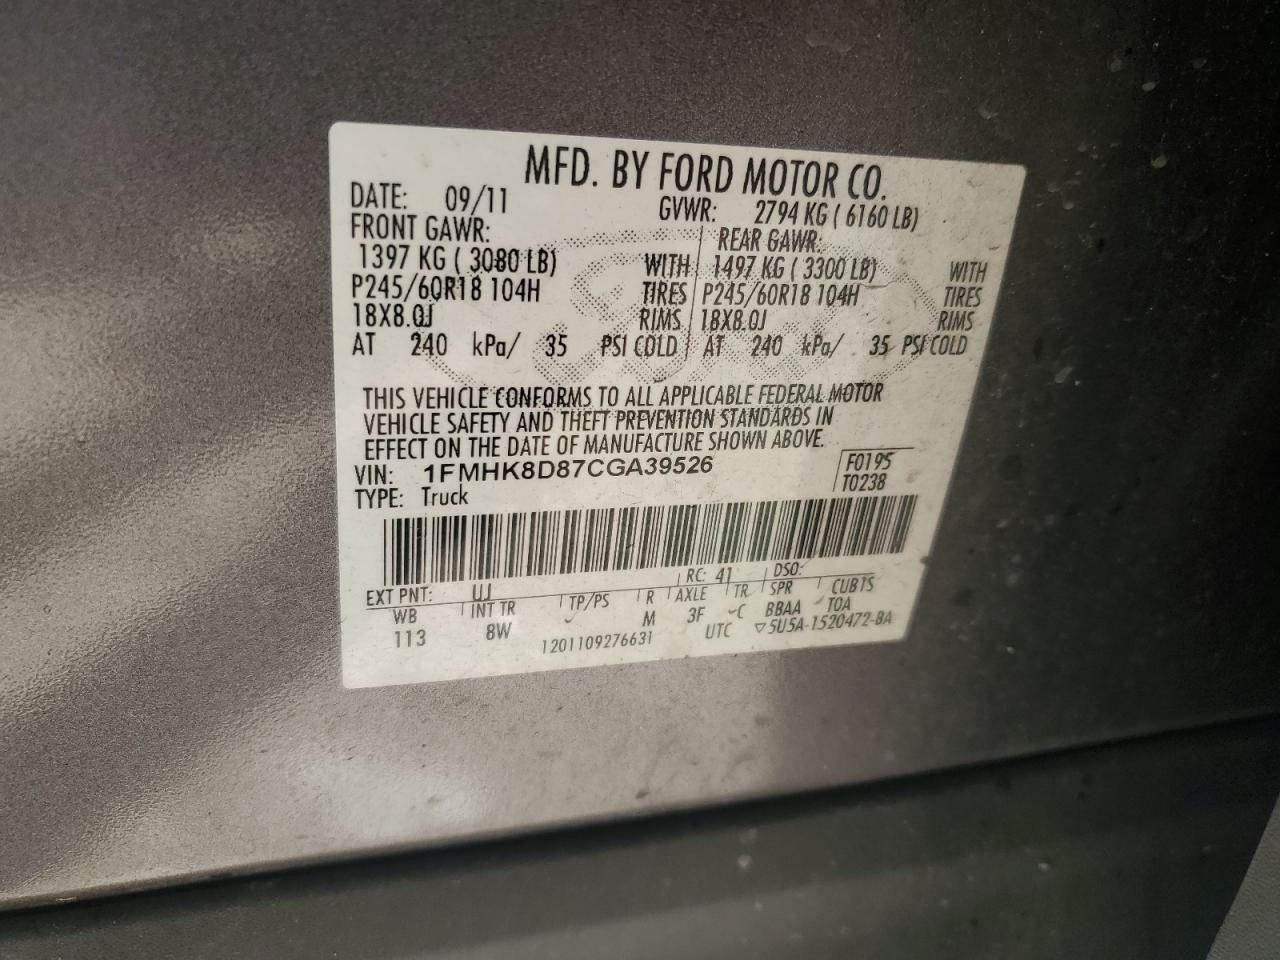 MFD. BY FORD MOTOR CO.
DATE: 09/11 GVWR: 2794 KG ( 6160 LB)
FRONT GAWR: REAR GAWR:
1397 KG ( 3080 LB) WITH 1497 KG ( 3300 LB) WITH
P245/60R18 104H TIRES P245/60R18 104H TIRES
18X8.0J RIMS 18X8.0J RIMS
AT 240 kPa/ 35 PSI COLD AT 240 kPa/ 35 PSI COLD
THIS VEHICLE CONFORMS TO ALL APPLICABLE FEDERAL MOTOR
VEHICLE SAFETY AND THEFT PREVENTION STANDARDS IN
EFFECT ON THE DATE OF MANUFACTURE SHOWN ABOVE.
VIN: 1FMHK8D87CGA39526 F0195
TYPE: Truck T0238
EXT PNT: UJ RC: 41 DSO:
WB INT TR TP/PS R AXLE TR SPR CUBTS
113 8W M 3F C BBAA TOA
1201109276631 UTC ▽5U5A-1520472-BA